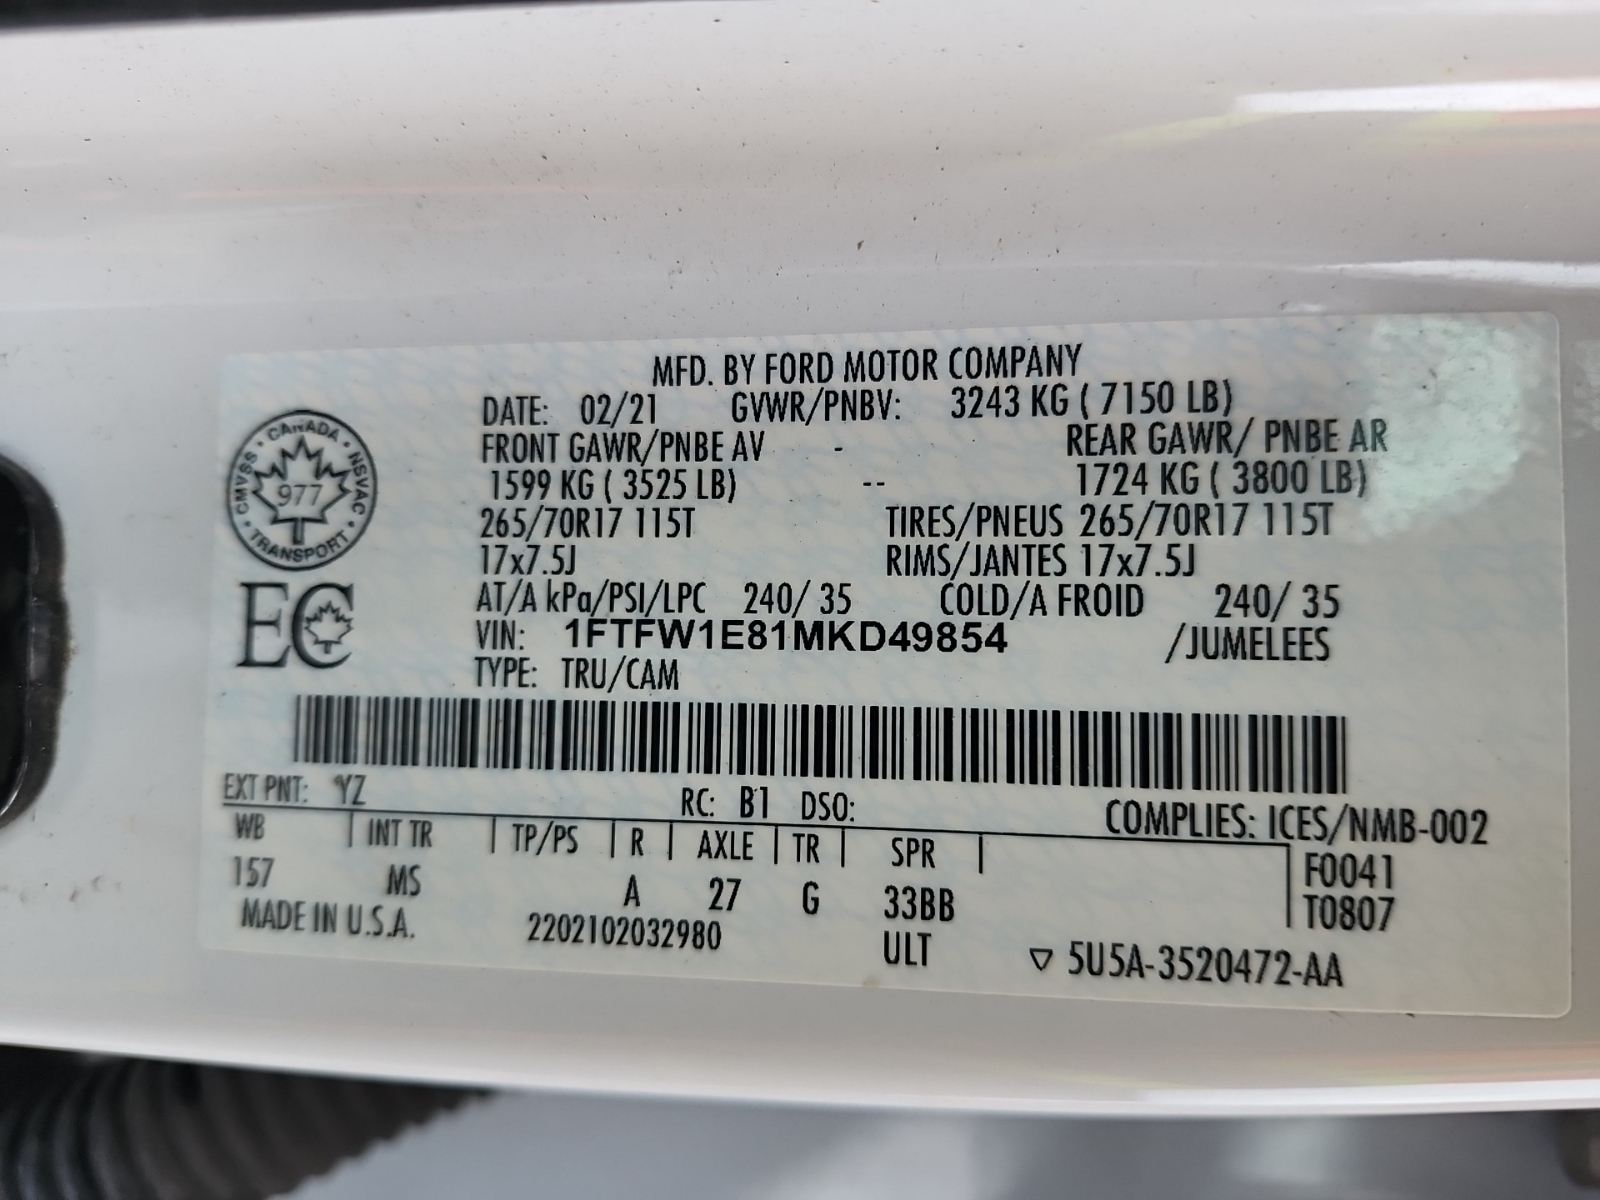 MFD. BY FORD MOTOR COMPANY
DATE: 02/21 GVWR/PNBV: 3243 KG ( 7150 LB)
FRONT GAWR/PNBE AV - REAR GAWR/ PNBE AR
1599 KG ( 3525 LB) -- 1724 KG ( 3800 LB)
265/70R17 115T TIRES/PNEUS 265/70R17 115T
17x7.5J RIMS/JANTES 17x7.5J
AT/A kPa/PSI/LPC 240/ 35 COLD/A FROID 240/ 35
VIN: 1FTFW1E81MKD49854 /JUMELEES
TYPE: TRU/CAM
CANADA
CMVSS • NSVAC
977
TRANSPORT
EC
EXT PNT: YZ RC: B1 DSO: COMPLIES: ICES/NMB-002
WB | INT TR | TP/PS | R | AXLE | TR | SPR | F0041
157 MS A 27 G 33BB T0807
MADE IN U.S.A. 2202102032980 ULT ▽ 5U5A-3520472-AA